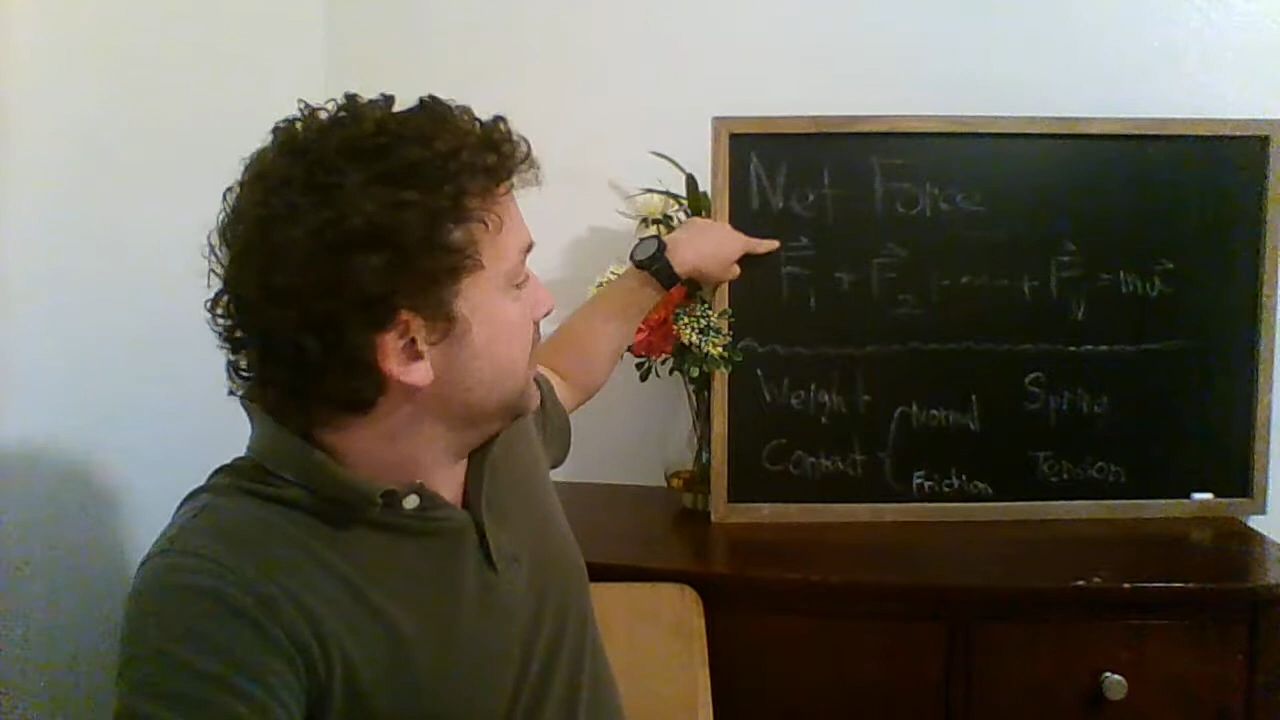 Net Force
F⃗₁ + F⃗₂ + ----- + F⃗ᵥ = ma⃗
Weight { Normal Spring
Contact { Friction Tension